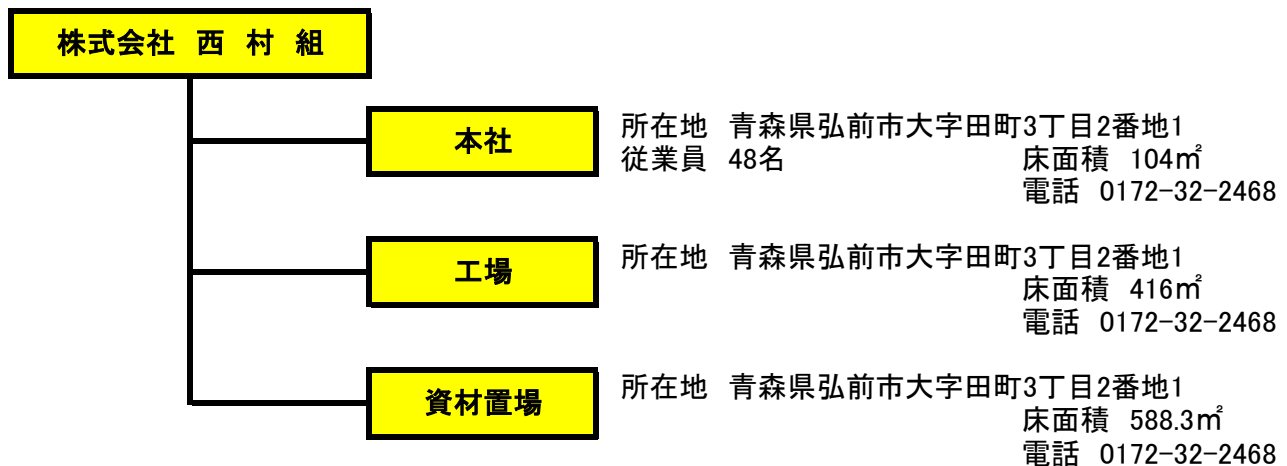 株式会社　西　村　組
本社
所在地　青森県弘前市大字田町3丁目2番地1
従業員　48名　床面積　104㎡
電話　0172-32-2468
工場
所在地　青森県弘前市大字田町3丁目2番地1
床面積　416㎡
電話　0172-32-2468
資材置場
所在地　青森県弘前市大字田町3丁目2番地1
床面積　588.3㎡
電話　0172-32-2468